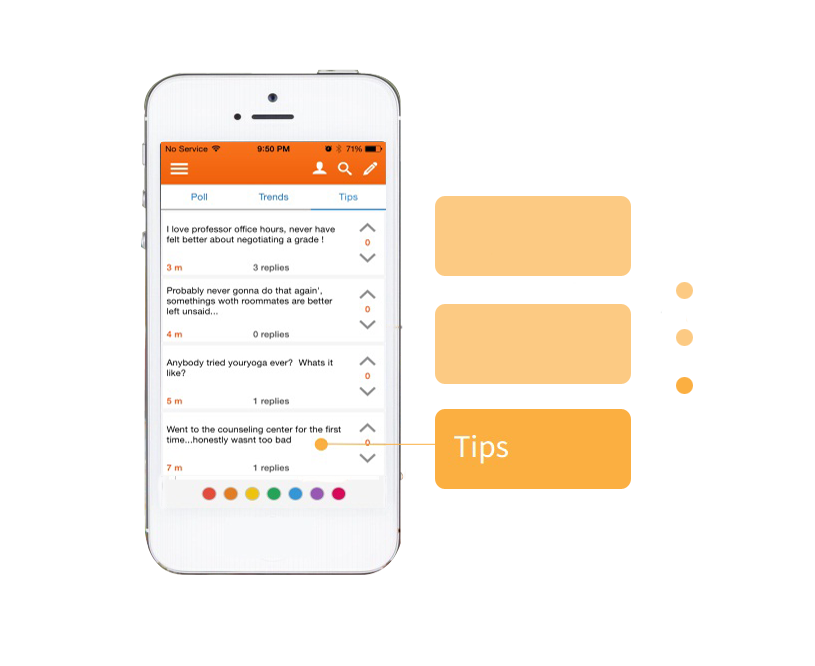 No Service 9:50 PM 71%
Poll Trends Tips
I love professor office hours, never have
felt better about negotiating a grade !
0
3 m 3 replies
Probably never gonna do that again',
somethings woth roommates are better
left unsaid...
0
4 m 0 replies
Anybody tried youryoga ever? Whats it
like?
0
5 m 1 replies
Went to the counseling center for the first
time...honestly wasnt too bad
0
7 m 1 replies
Tips